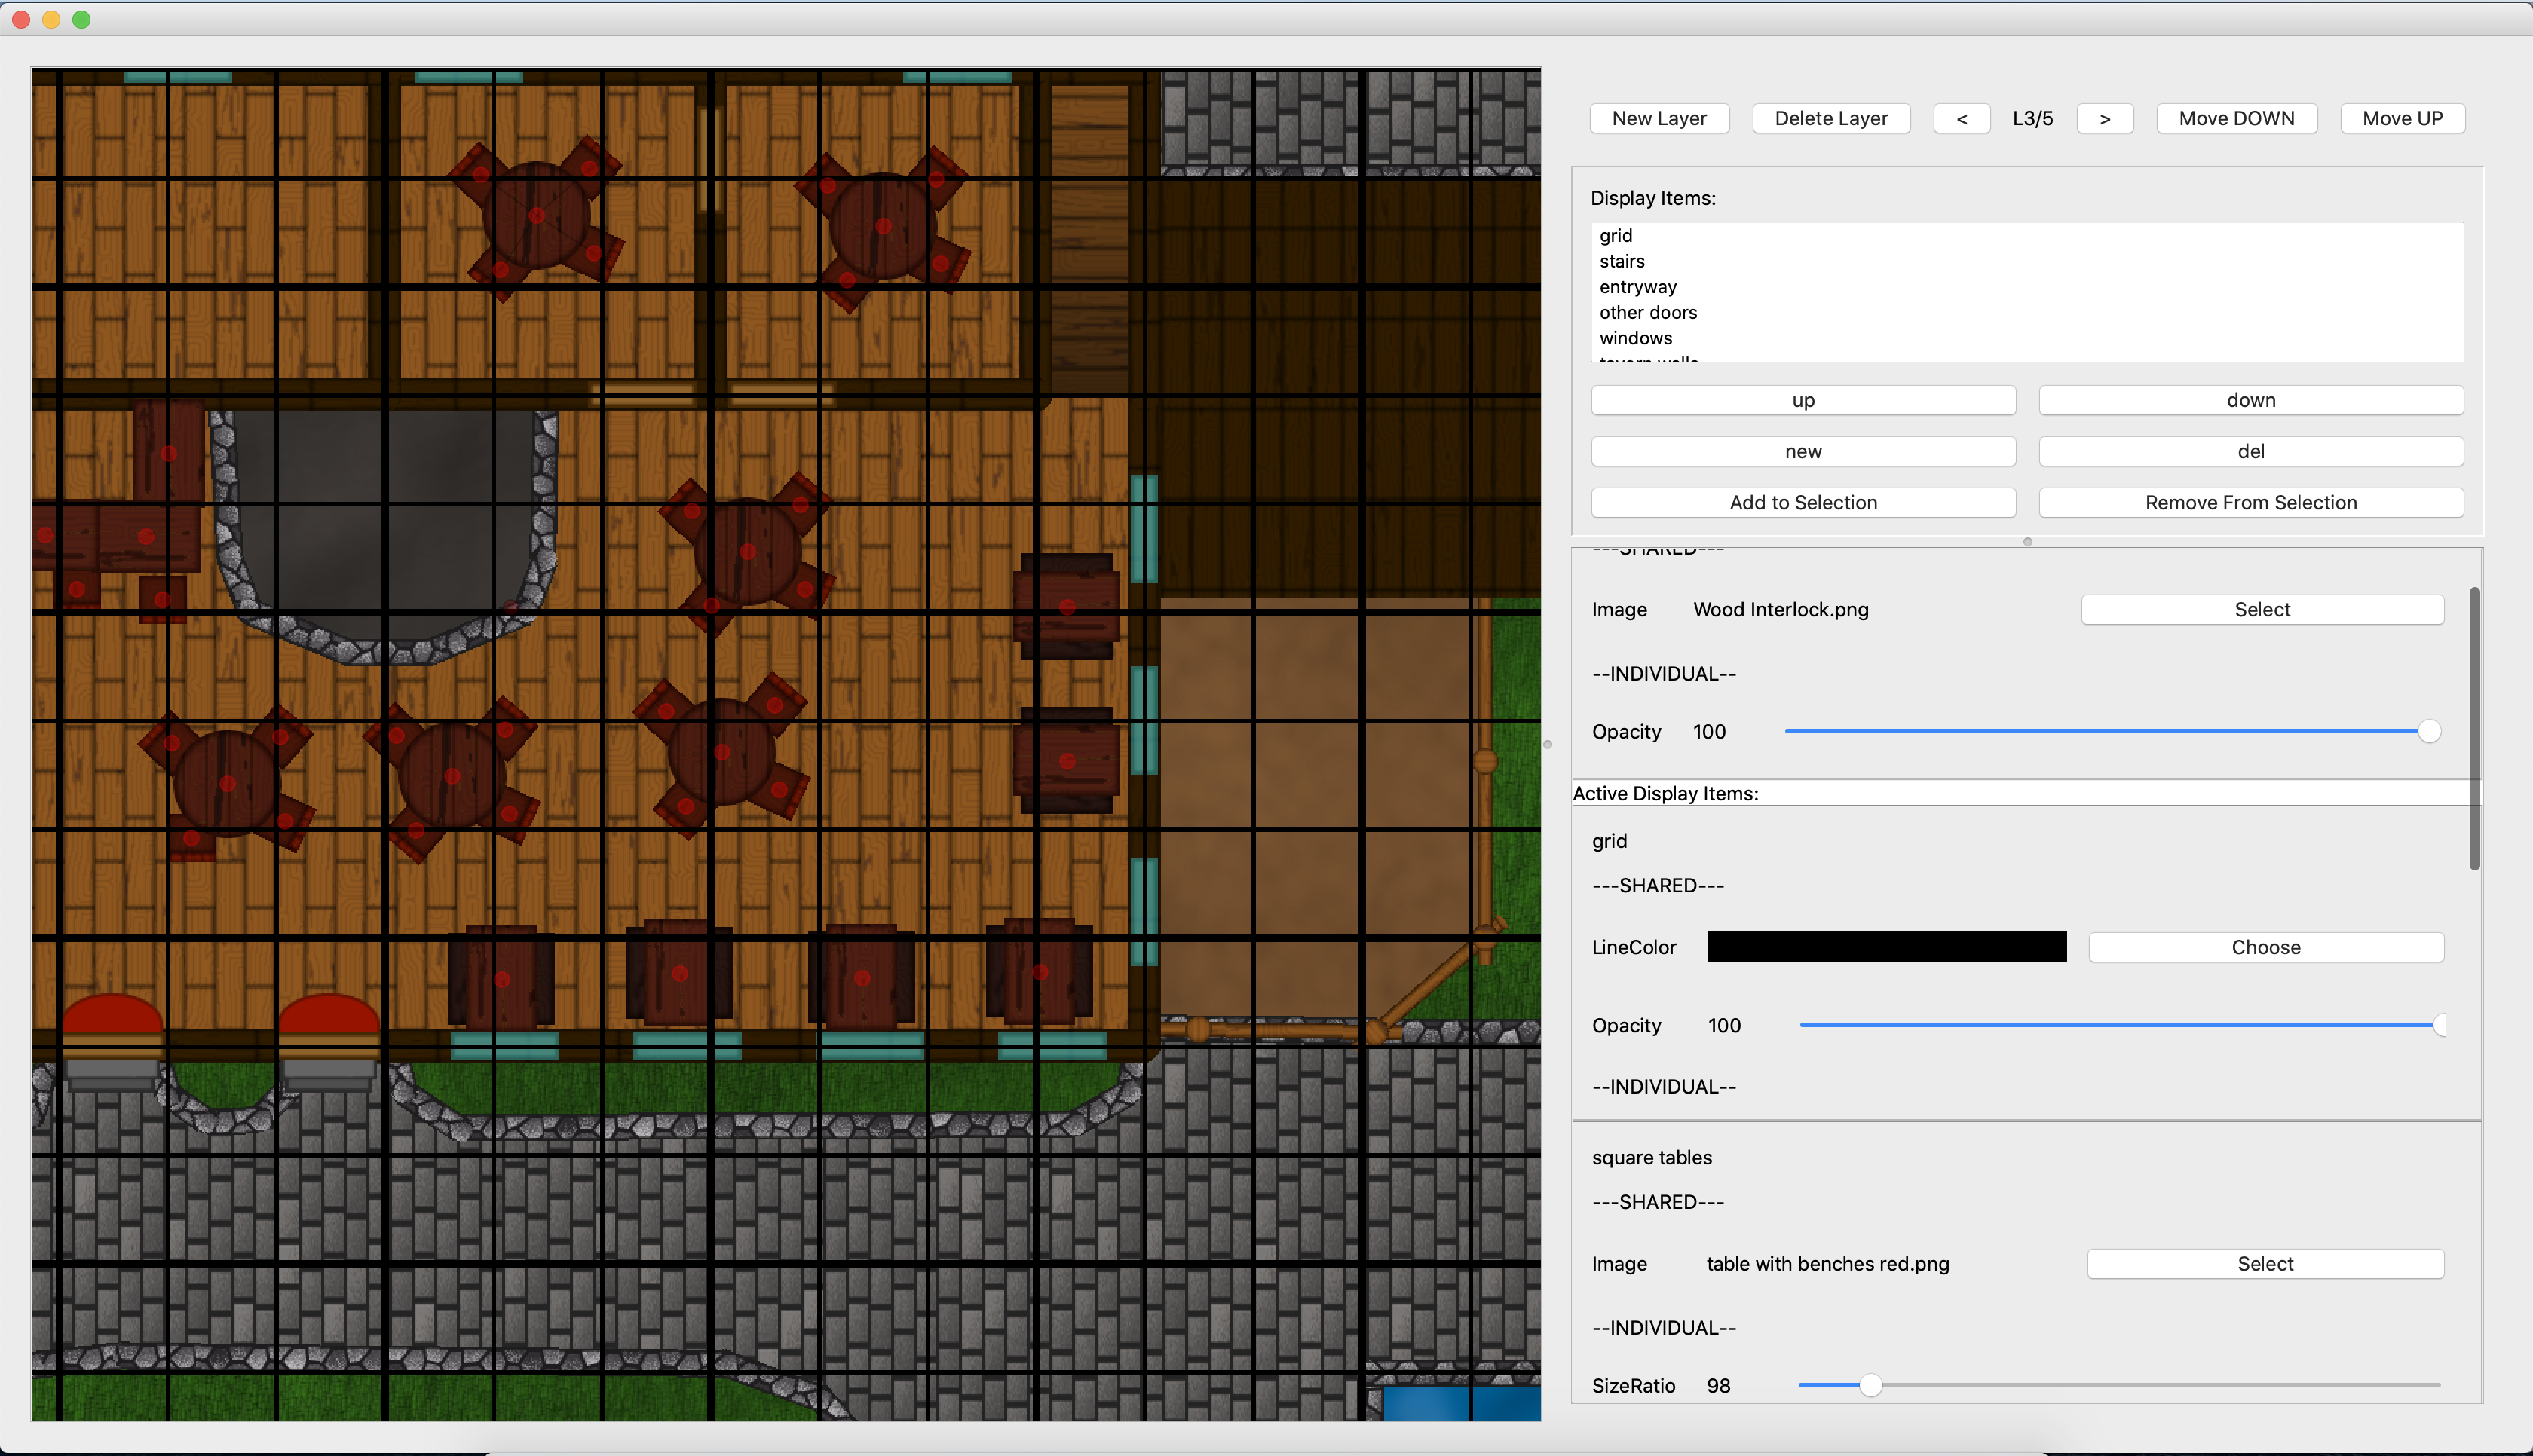 New Layer Delete Layer < L3/5 > Move DOWN Move UP
Display Items:
grid
stairs
entryway
other doors
windows
tavern walls
up down
new del
Add to Selection Remove From Selection
---SHARED---
Image Wood Interlock.png Select
--INDIVIDUAL--
Opacity 100
Active Display Items:
grid
---SHARED---
LineColor Choose
Opacity 100
--INDIVIDUAL--
square tables
---SHARED---
Image table with benches red.png Select
--INDIVIDUAL--
SizeRatio 98